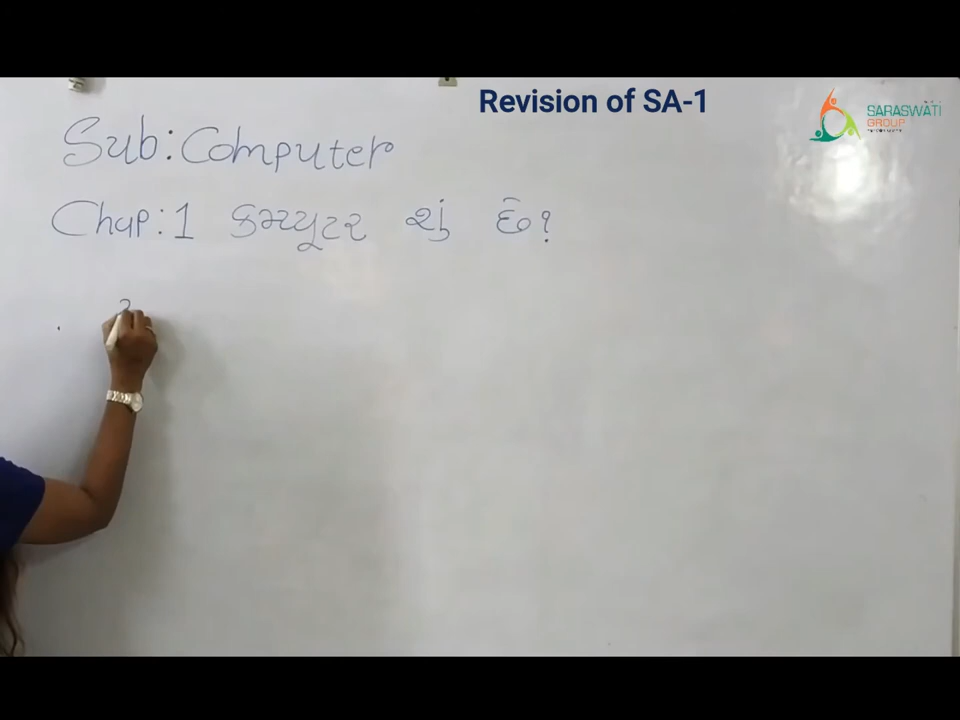 Revision of SA-1
SARASWATI
GROUP
Sub: Computer
Chap: 1 કમ્પ્યુટર શું છે?